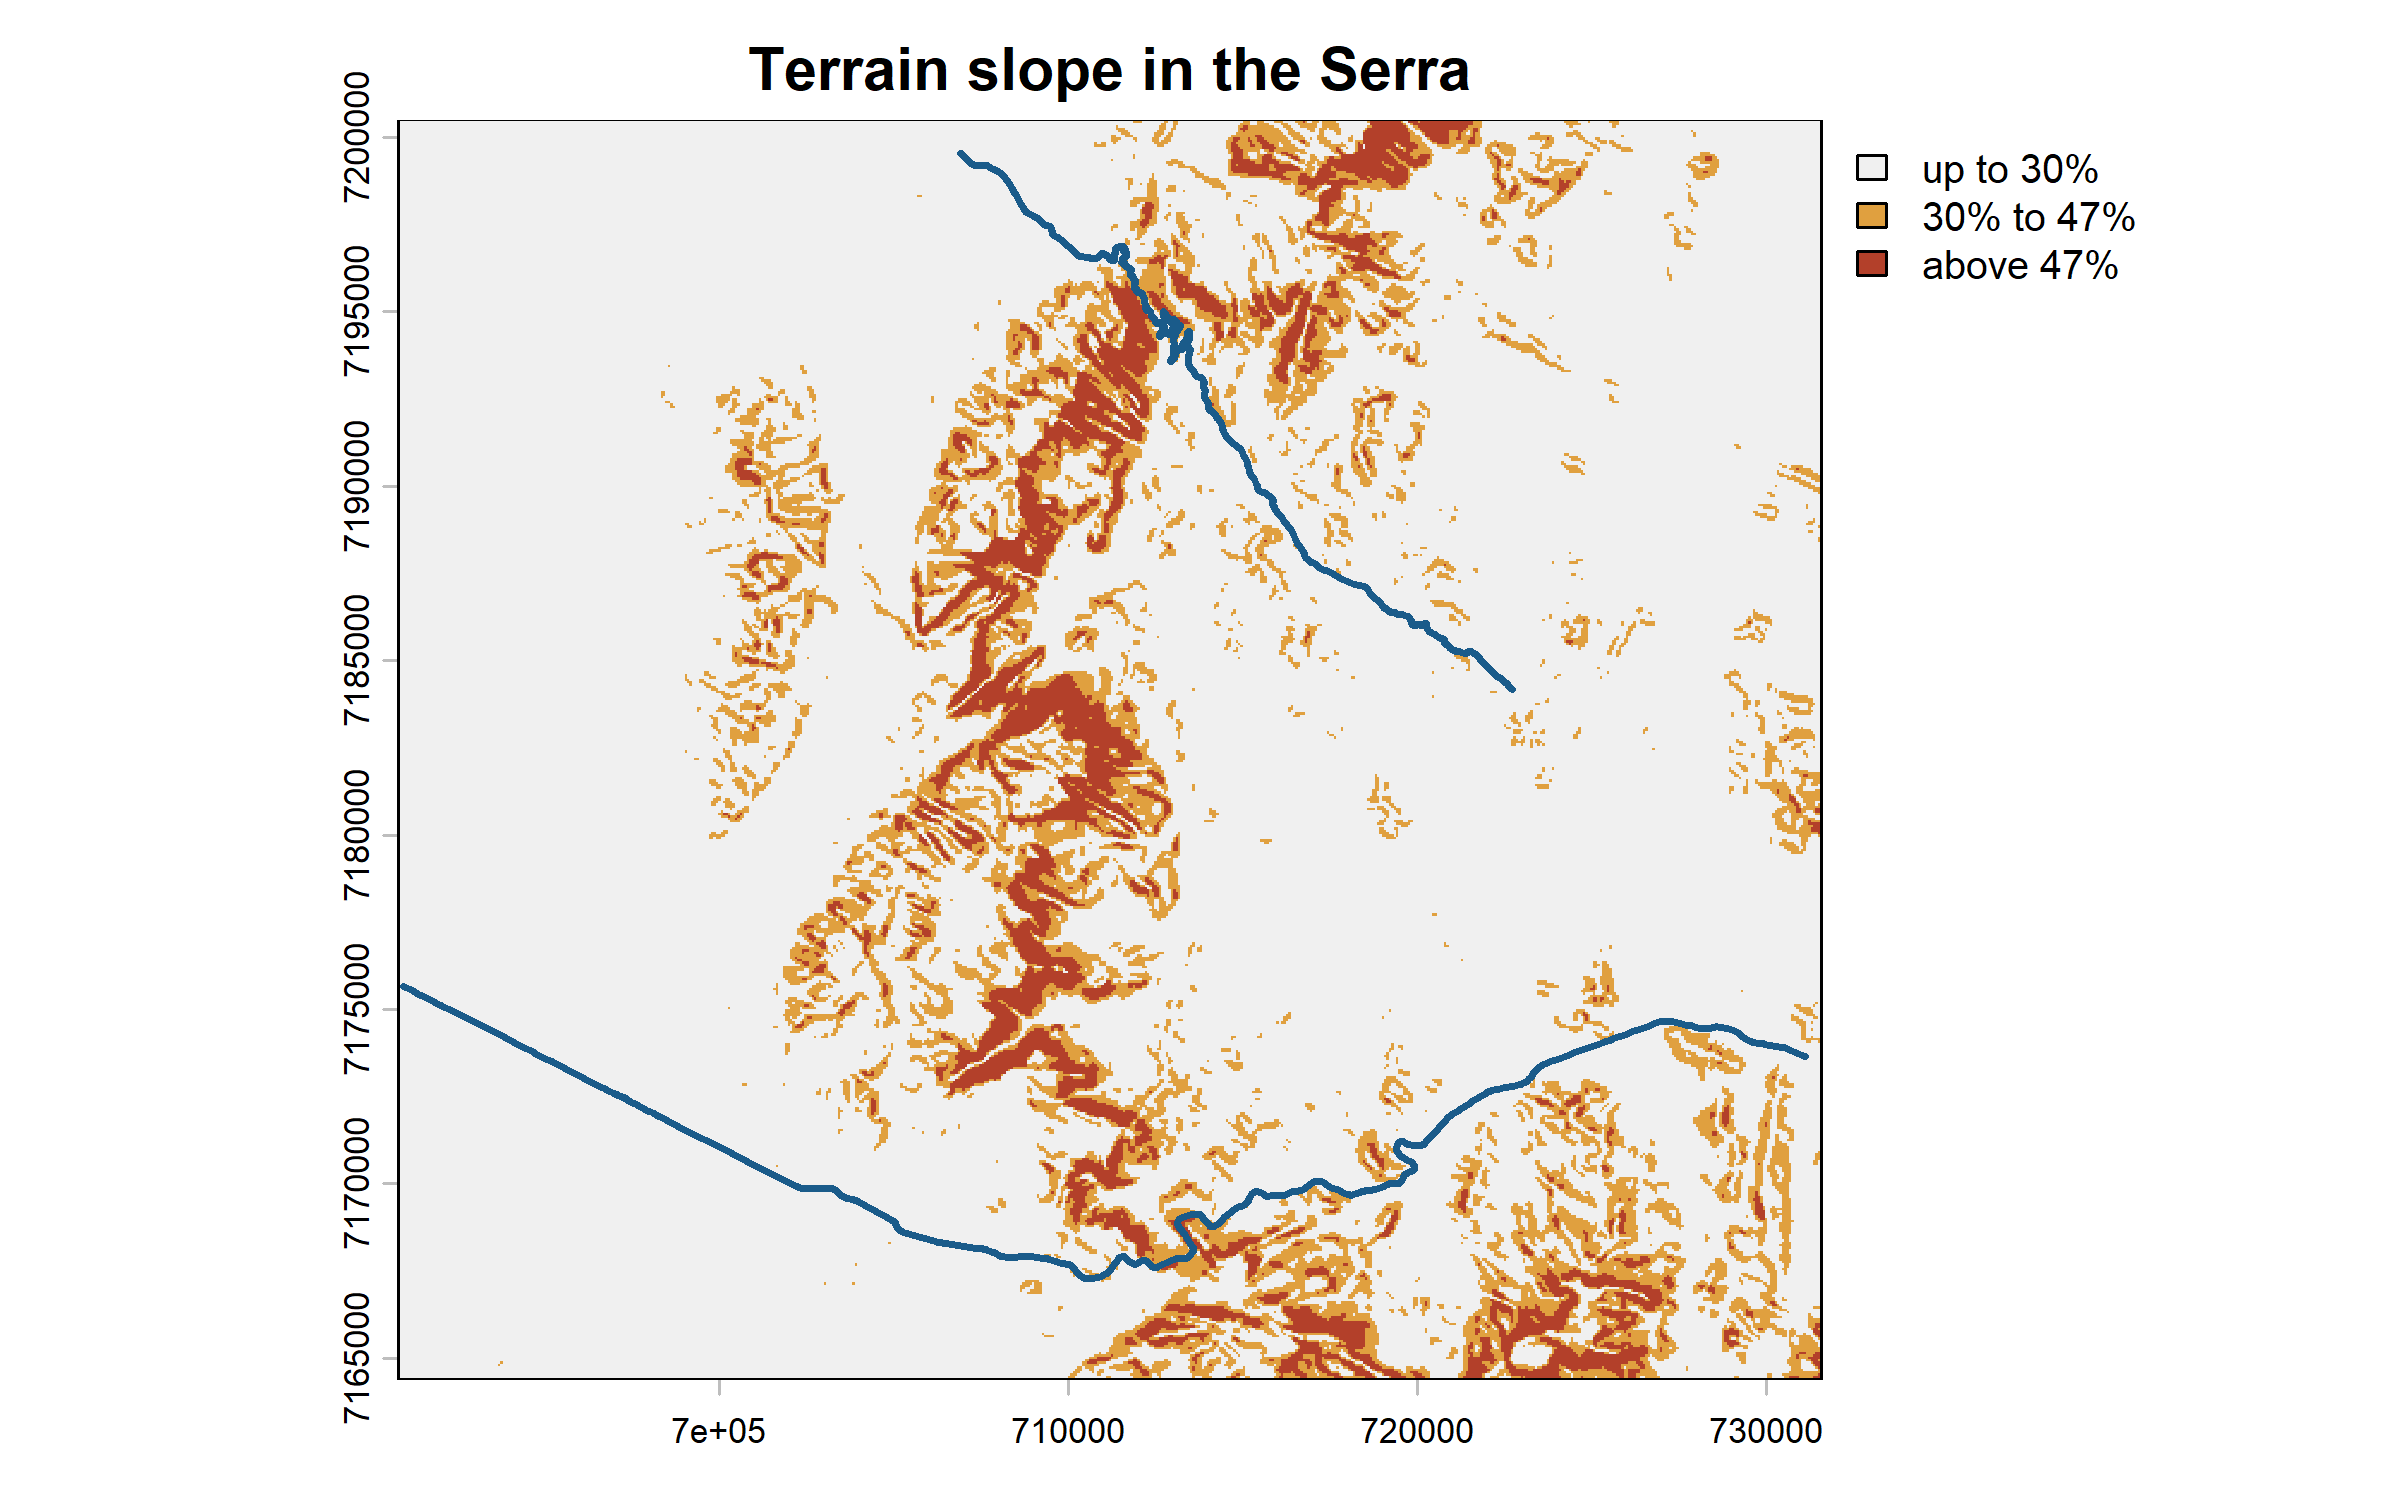 Terrain slope in the Serra
up to 30%
30% to 47%
above 47%
7200000
7195000
7190000
7185000
7180000
7175000
7170000
7165000
7e+05
710000
720000
730000